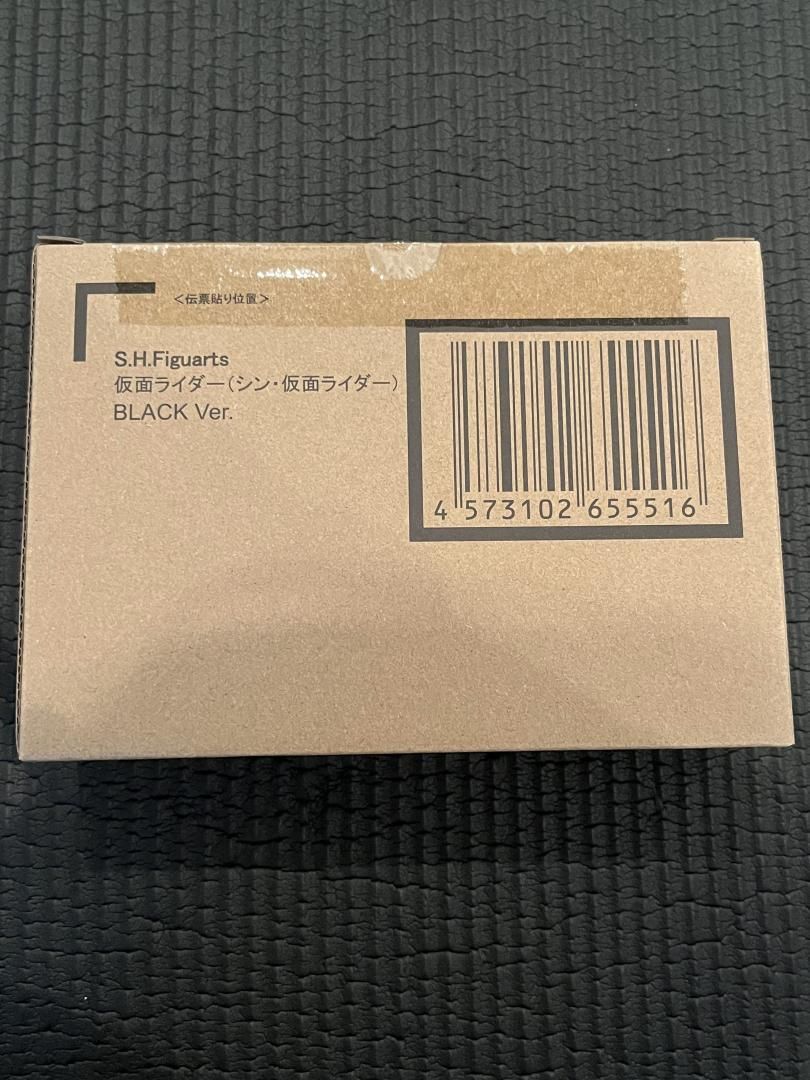 <伝票貼り位置>
S.H.Figuarts
仮面ライダー(シン・仮面ライダー)
BLACK Ver.
4 573102 655516